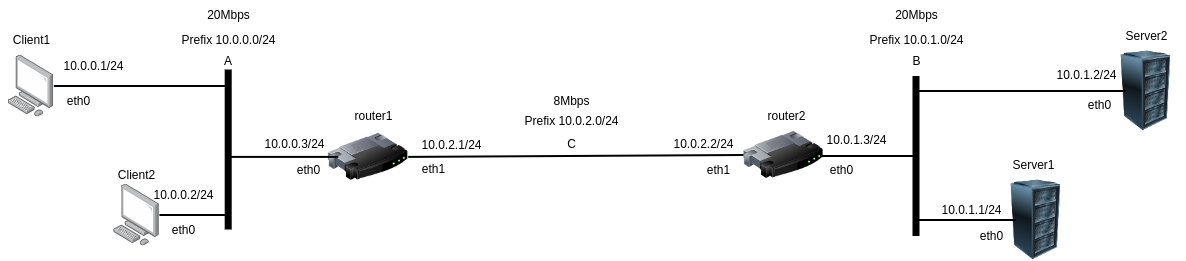 20Mbps
Prefix 10.0.0.0/24
A
Client1
10.0.0.1/24
eth0
Client2
10.0.0.2/24
eth0
10.0.0.3/24
eth0
router1
10.0.2.1/24
eth1
8Mbps
Prefix 10.0.2.0/24
C
router2
10.0.2.2/24
eth1
10.0.1.3/24
eth0
20Mbps
Prefix 10.0.1.0/24
B
Server2
10.0.1.2/24
eth0
Server1
10.0.1.1/24
eth0